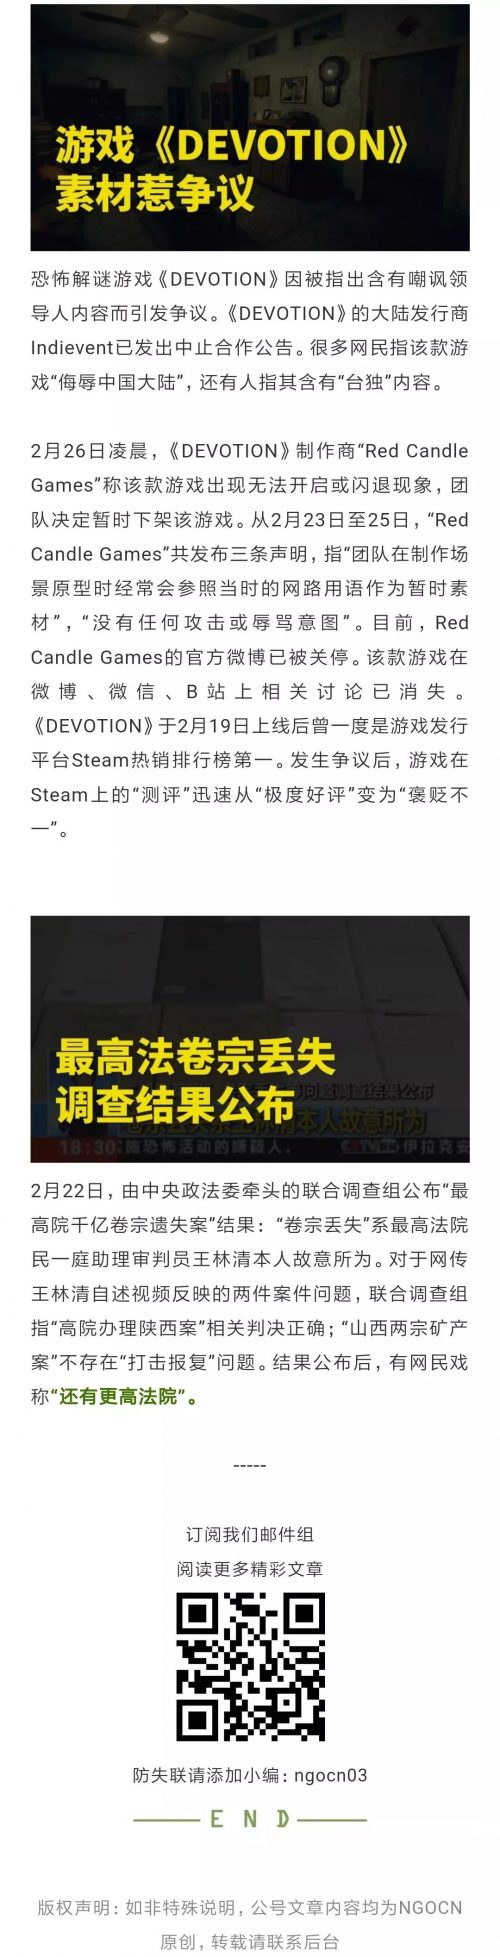 游戏《DEVOTION》
素材惹争议
恐怖解谜游戏《DEVOTION》因被指出含有嘲讽领
导人内容而引发争议。《DEVOTION》的大陆发行商
Indievent已发出中止合作公告。很多网民指该款游
戏“侮辱中国大陆”，还有人指其含有“台独”内容。
2月26日凌晨，《DEVOTION》制作商“Red Candle
Games”称该款游戏出现无法开启或闪退现象，团
队决定暂时下架该游戏。从2月23日至25日，“Red
Candle Games”共发布三条声明，指“团队在制作场
景原型时经常会参照当时的网路用语作为暂时素
材”，“没有任何攻击或辱骂意图”。目前，Red
Candle Games的官方微博已被关停。该款游戏在
微博、微信、B站上相关讨论已消失。
《DEVOTION》于2月19日上线后曾一度是游戏发行
平台Steam热销排行榜第一。发生争议后，游戏在
Steam上的“测评”迅速从“极度好评”变为“褒贬不
一”。
最高法卷宗丢失
调查结果公布
问题调查结果公布
卷宗丢失系王林清本人故意所为
18:30 施恐怖活动的嫌疑人. CCTV 伊拉克安
2月22日，由中央政法委牵头的联合调查组公布“最
高院千亿卷宗遗失案”结果：“卷宗丢失”系最高法院
民一庭助理审判员王林清本人故意所为。对于网传
王林清自述视频反映的两件案件问题，联合调查组
指“高院办理陕西案”相关判决正确；“山西两宗矿产
案”不存在“打击报复”问题。结果公布后，有网民戏
称“还有更高法院”。
-----
订阅我们邮件组
阅读更多精彩文章
防失联请添加小编：ngocn03
END
版权声明：如非特殊说明，公号文章内容均为NGOCN
原创，转载请联系后台